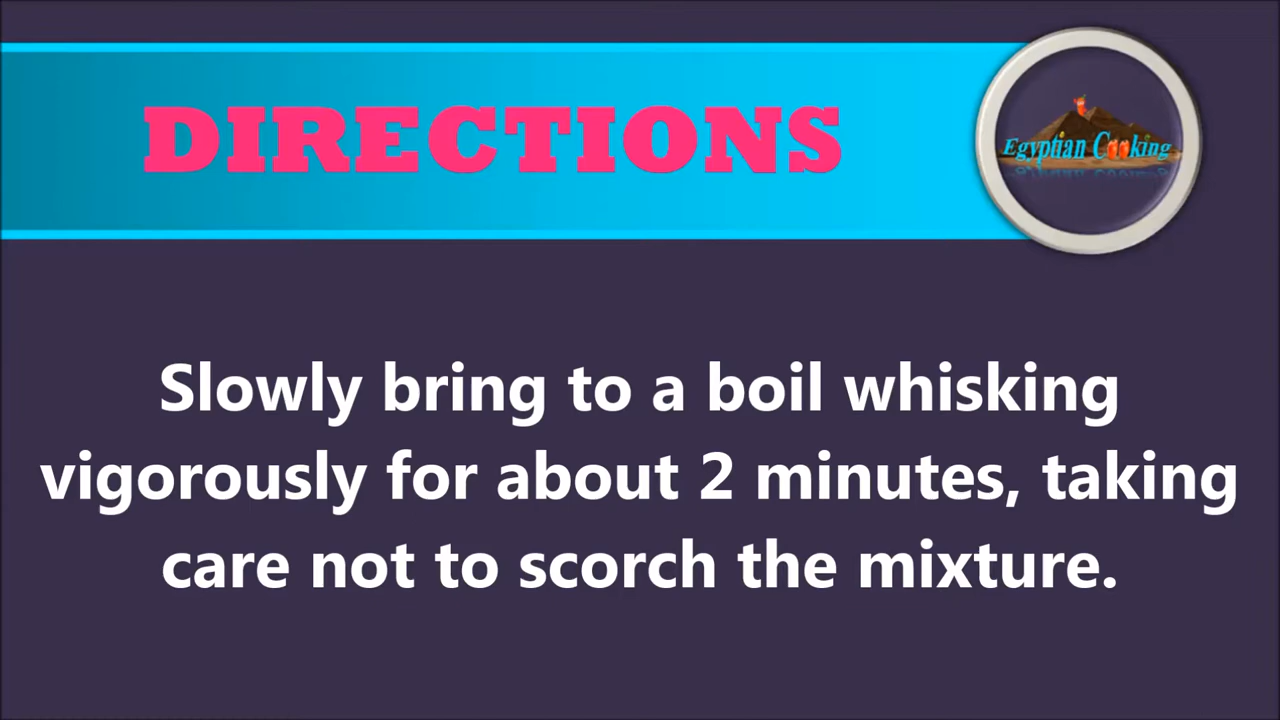 DIRECTIONS
Egyptian Cooking
Slowly bring to a boil whisking
vigorously for about 2 minutes, taking
care not to scorch the mixture.